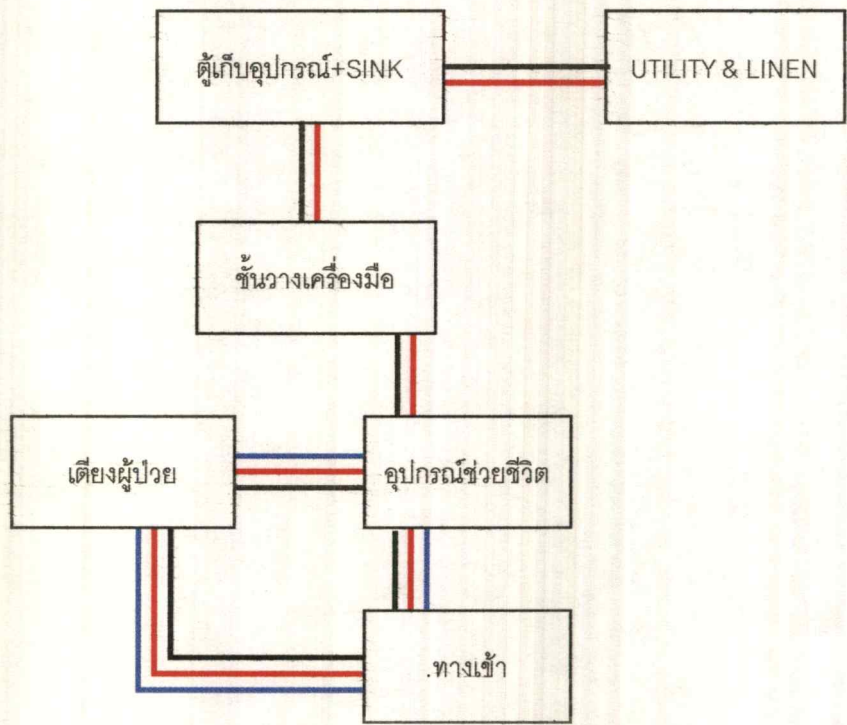 ตู้เก็บอุปกรณ์+SINK
UTILITY & LINEN
ชั้นวางเครื่องมือ
เตียงผู้ป่วย
อุปกรณ์ช่วยชีวิต
.ทางเข้า